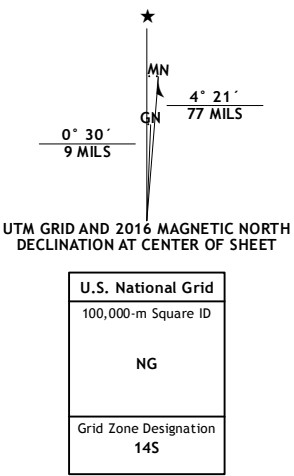 MN
4° 21´
77 MILS
GN
0° 30´
9 MILS
UTM GRID AND 2016 MAGNETIC NORTH
DECLINATION AT CENTER OF SHEET
U.S. National Grid
100,000-m Square ID
NG
Grid Zone Designation
14S